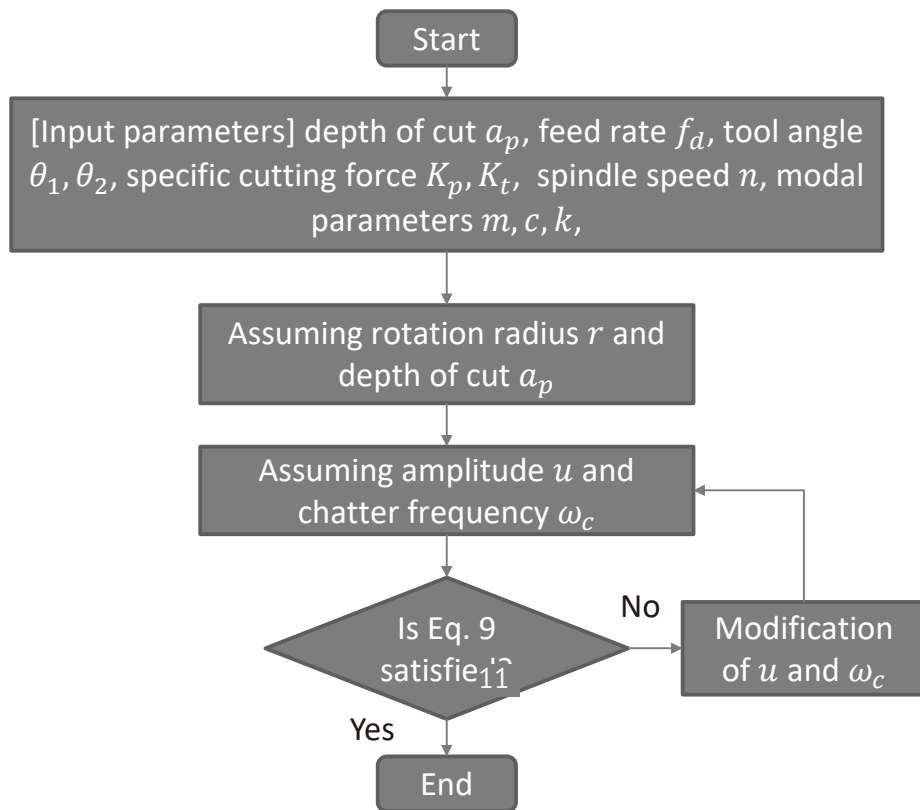 Start
[Input parameters] depth of cut a_p, feed rate f_d, tool angle
θ_1, θ_2, specific cutting force K_p, K_t, spindle speed n, modal
parameters m, c, k,
Assuming rotation radius r and
depth of cut a_p
Assuming amplitude u and
chatter frequency ω_c
Is Eq. 9
11
No
Modification
of u and ω_c
Yes
End